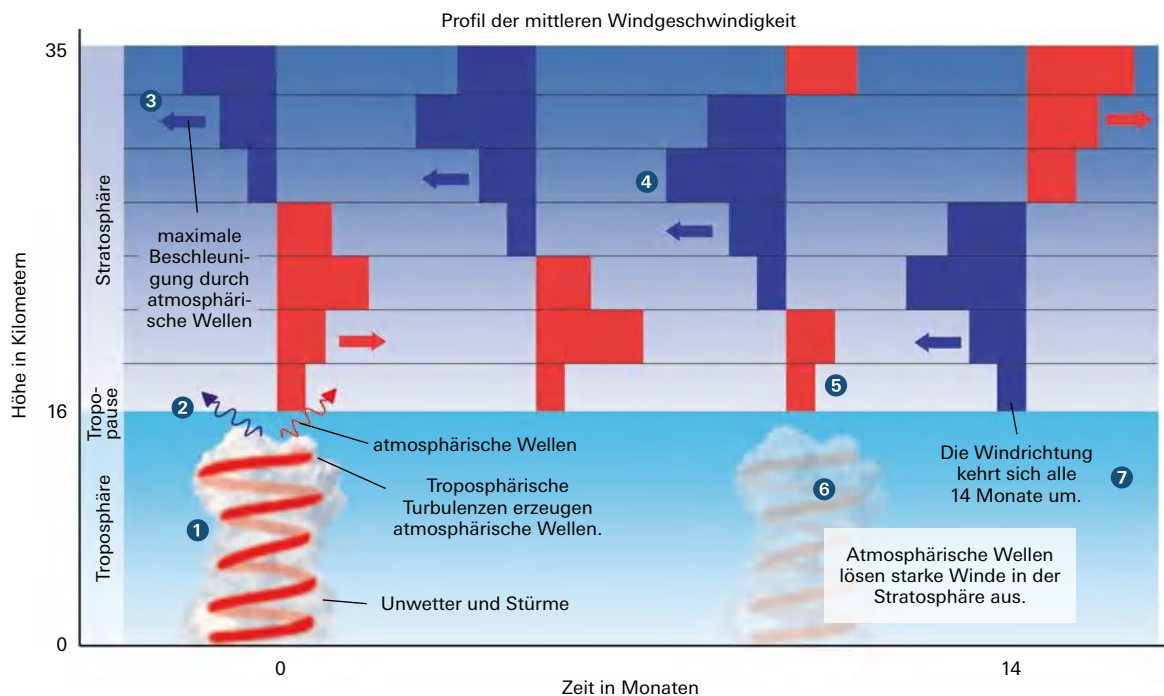 Profil der mittleren Windgeschwindigkeit
35
3
4
Stratosphäre
maximale
Beschleuni-
gung durch
atmosphäri-
sche Wellen
Höhe in Kilometern
5
16
Tropo-
pause
2
atmosphärische Wellen
Die Windrichtung
kehrt sich alle
14 Monate um.
7
Troposphärische
Turbulenzen erzeugen
atmosphärische Wellen.
6
1
Troposphäre
Atmosphärische Wellen
lösen starke Winde in der
Stratosphäre aus.
Unwetter und Stürme
0
0
14
Zeit in Monaten